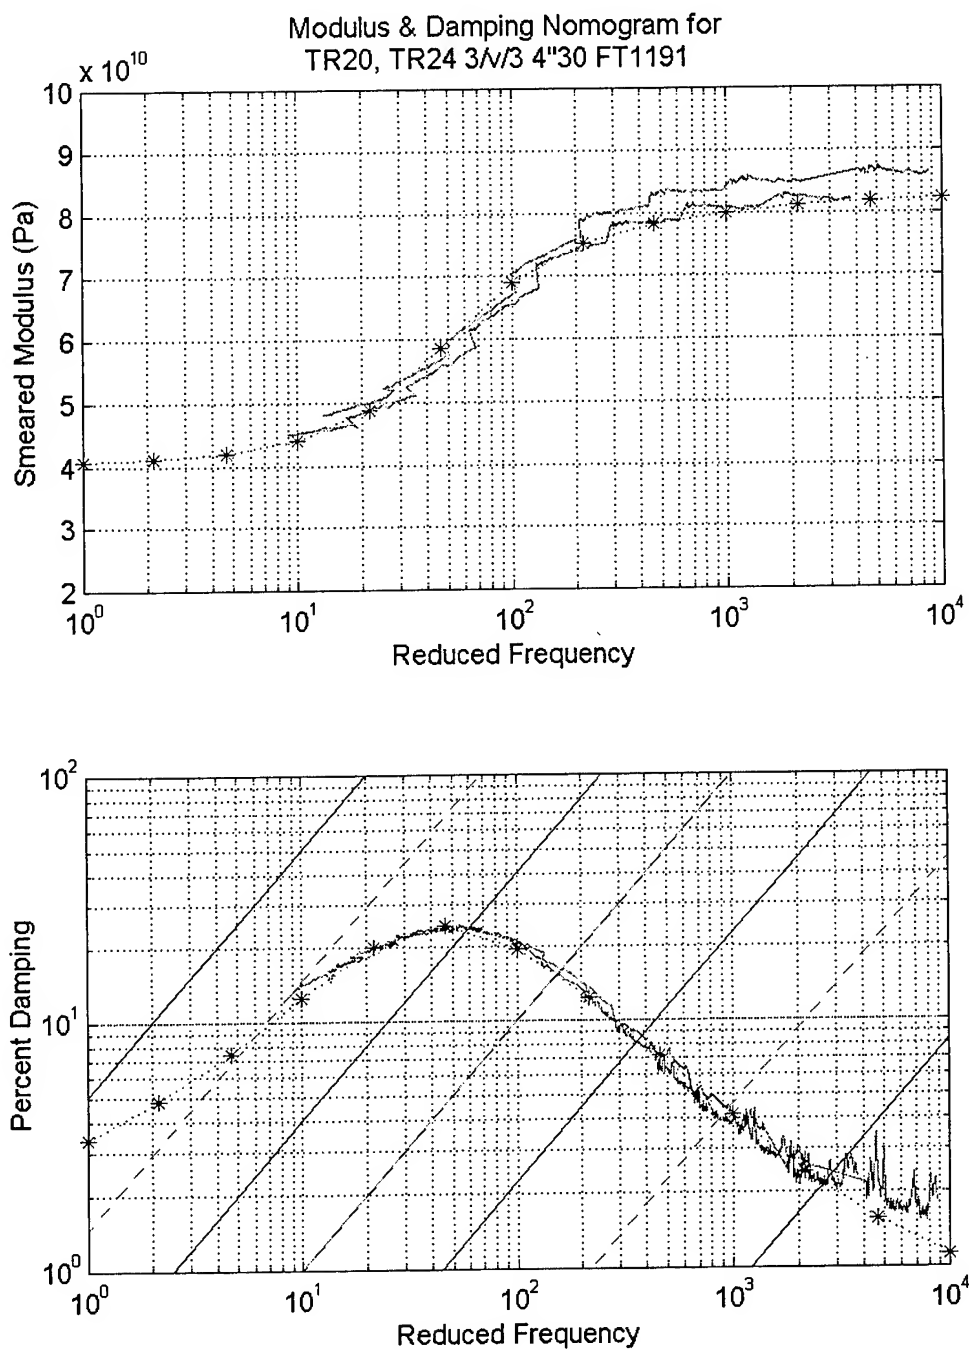 Modulus & Damping Nomogram for
TR20, TR24 3/v/3 4"30 FT1191
x 10^10
10
9
8
7
6
5
4
3
2
Smeared Modulus (Pa)
10^0 10^1 10^2 10^3 10^4
Reduced Frequency
10^2
10^1
10^0
Percent Damping
10^0 10^1 10^2 10^3 10^4
Reduced Frequency